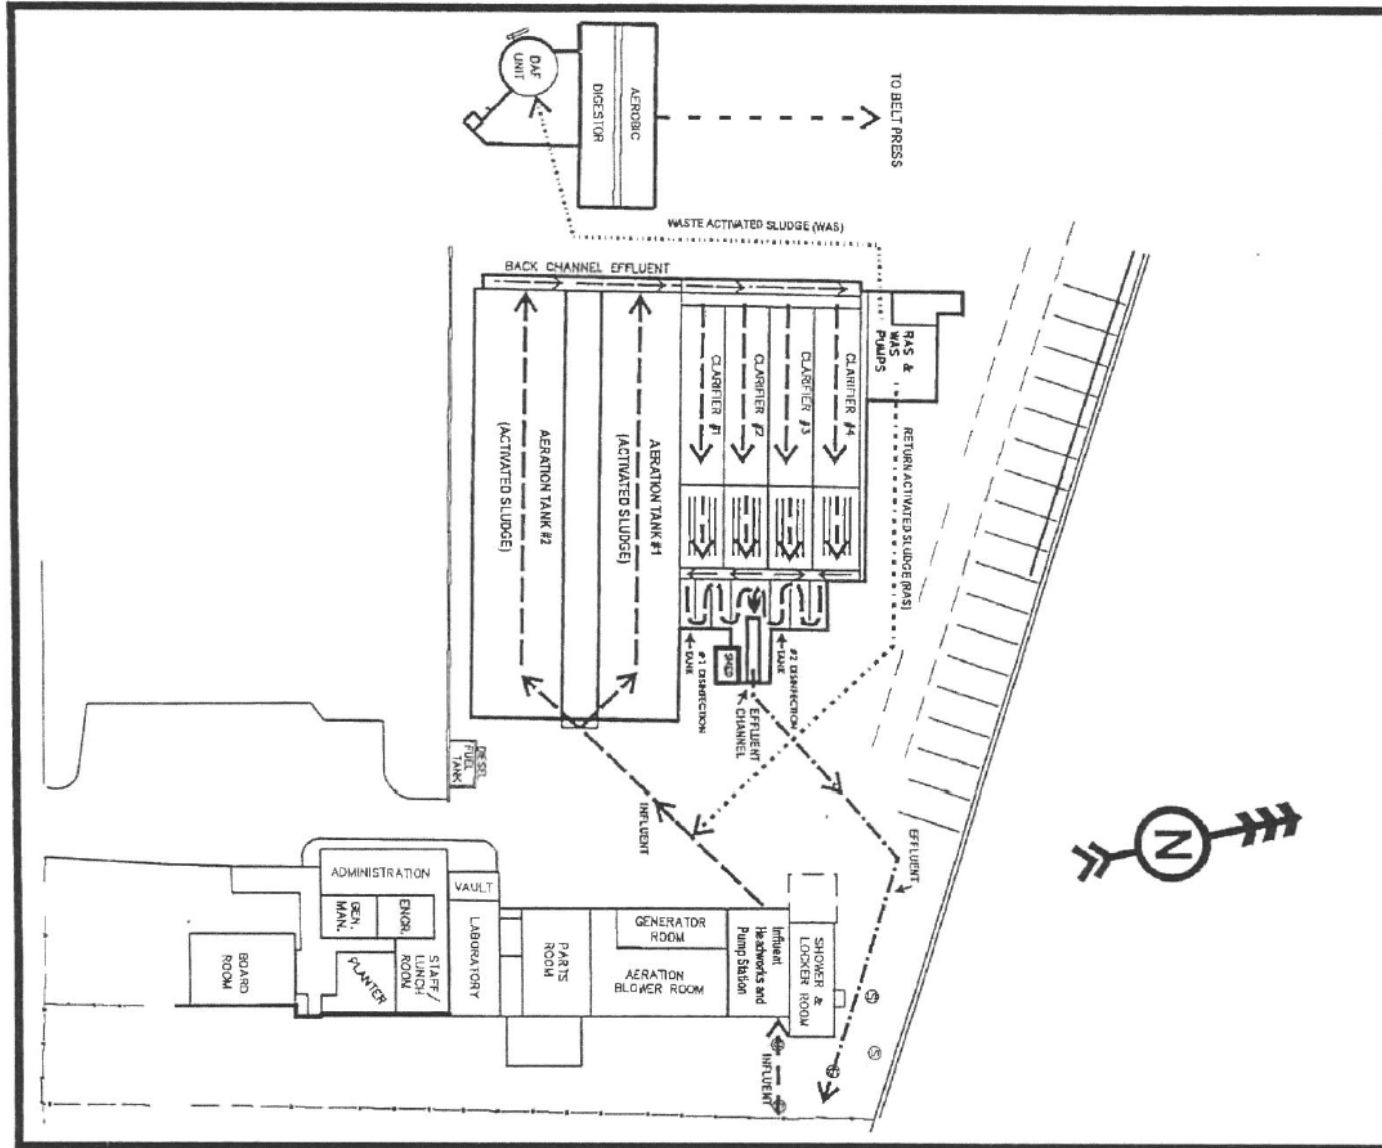 DAF
UNIT
AEROBIC
DIGESTOR
TO BELT PRESS
WASTE ACTIVATED SLUDGE (WAS)
BACK CHANNEL EFFLUENT
RAS &
WAS
PUMPS
CLARIFIER #1
CLARIFIER #2
CLARIFIER #3
CLARIFIER #4
RETURN ACTIVATED SLUDGE (RAS)
AERATION TANK #2
(ACTIVATED SLUDGE)
AERATION TANK #1
(ACTIVATED SLUDGE)
#1 DISINFECTION
TANK
SHED
#2 DISINFECTION
TANK
EFFLUENT
CHANNEL
DIESEL
FUEL
TANK
INFLUENT
EFFLUENT
N
ADMINISTRATION
VAULT
GEN.
MAN.
ENGR.
STAFF/
LUNCH
ROOM
PLANTER
BOARD
ROOM
LABORATORY
PARTS
ROOM
GENERATOR
ROOM
AERATION
BLOWER ROOM
Influent
Headworks and
Pump Station
SHOWER &
LOCKER ROOM
S
S
INFLUENT